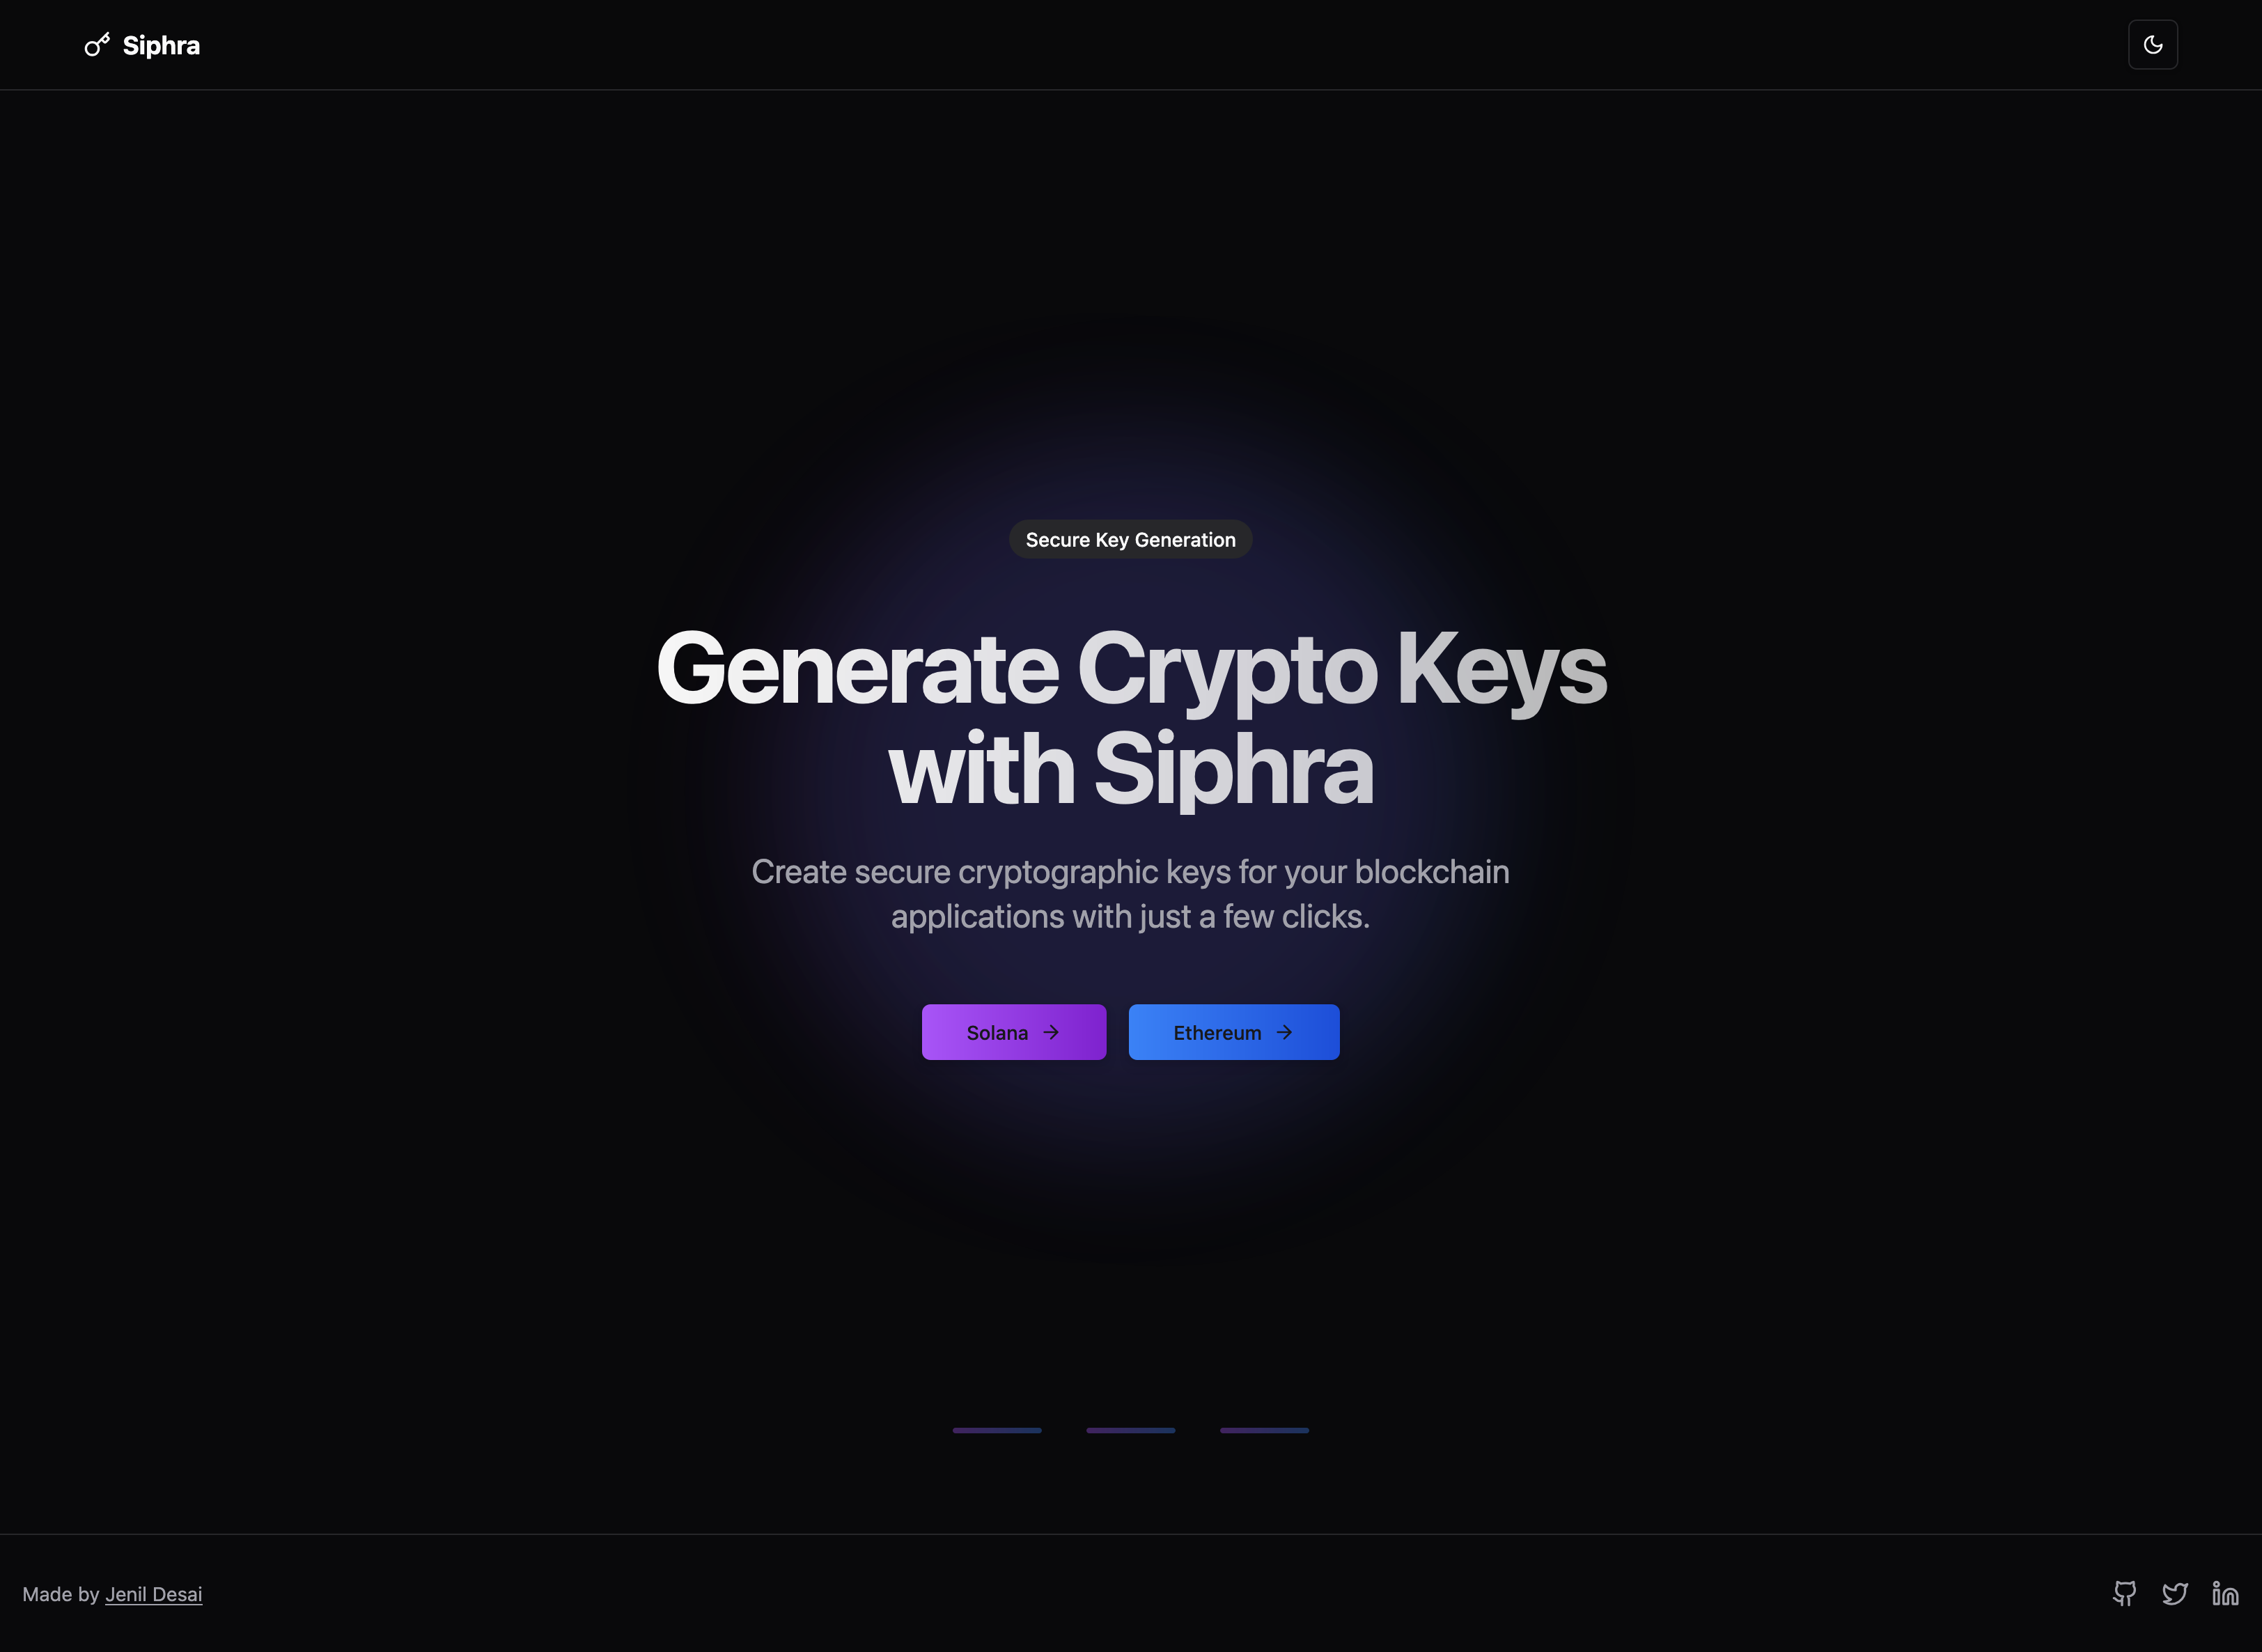 Siphra
Secure Key Generation
Generate Crypto Keys
with Siphra
Create secure cryptographic keys for your blockchain
applications with just a few clicks.
Solana
Ethereum
Made by Jenil Desai